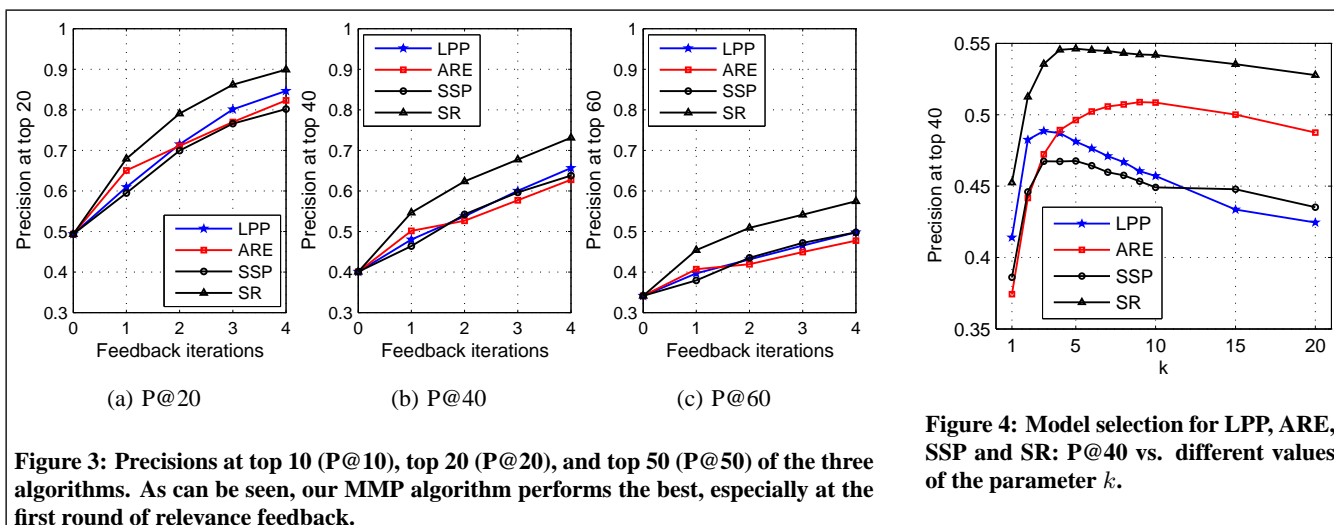 1
0.9
0.8
0.7
0.6
0.5
0.4
0.3
0 1 2 3 4
Precision at top 20
Feedback iterations
LPP
ARE
SSP
SR
(a) P@20
1
0.9
0.8
0.7
0.6
0.5
0.4
0.3
0 1 2 3 4
Precision at top 40
Feedback iterations
LPP
ARE
SSP
SR
(b) P@40
1
0.9
0.8
0.7
0.6
0.5
0.4
0.3
0 1 2 3 4
Precision at top 60
Feedback iterations
LPP
ARE
SSP
SR
(c) P@60
Figure 3: Precisions at top 10 (P@10), top 20 (P@20), and top 50 (P@50) of the three
algorithms. As can be seen, our MMP algorithm performs the best, especially at the
first round of relevance feedback.
0.55
0.5
0.45
0.4
0.35
1 5 10 15 20
Precision at top 40
k
LPP
ARE
SSP
SR
Figure 4: Model selection for LPP, ARE,
SSP and SR: P@40 vs. different values
of the parameter k.